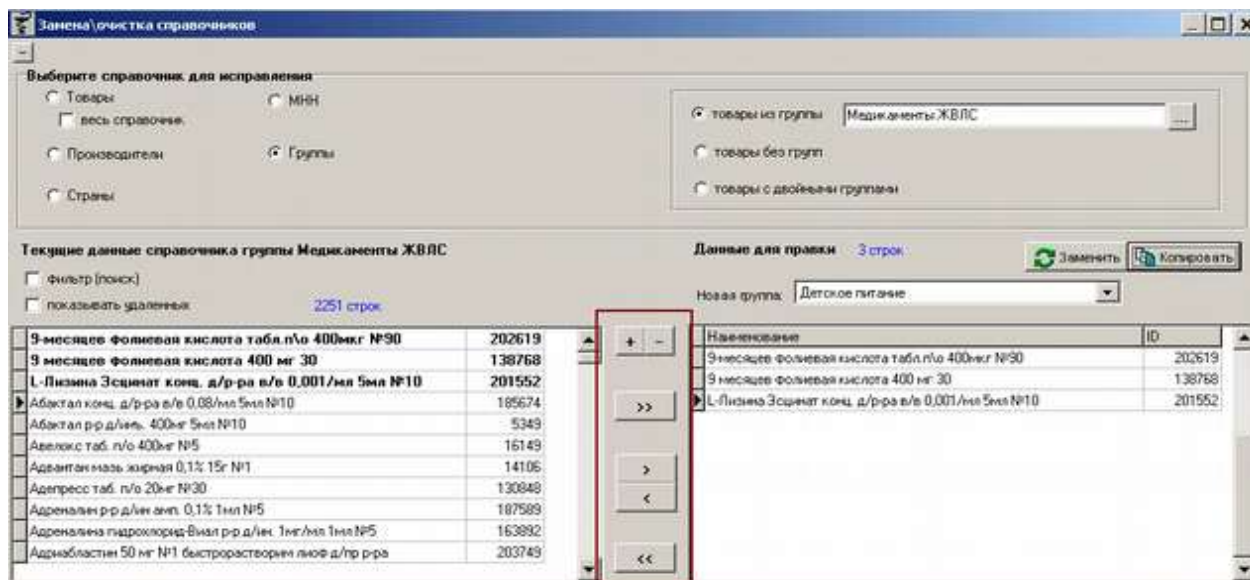 Замена\очистка справочников
Выберите справочник для исправления
Товары
МНН
весь справочник
Производители
Группы
Страны
товары из группы Медикаменты ЖВЛС ...
товары без групп
товары с двойными группами
Текущие данные справочника группы Медикаменты ЖВЛС
Фильтр (поиск)
показывать удаленных 2251 строк
Данные для правки 3 строк
Заменить Копировать
Новая группа: Детское питание
9-месяцев фолиевая кислота табл.п\о 400мкг №90 202619
9 месяцев фолиевая кислота 400 мг 30 138768
L-Лизина Эсцинат конц. д/р-ра в/в 0,001/мл 5мл №10 201552
Абактал конц. д/р-ра в/в 0,08/мл 5мл №10 185674
Абактал р-р д/инъ. 400мг 5мл №10 5349
Авелокс таб. п/о 400мг №5 16149
Адвантан мазь жирная 0,1% 15г №1 14106
Адепресс таб. п/о 20мг №30 130848
Адреналин р-р д/ин амп. 0,1% 1мл №5 187589
Адреналина гидрохлорид-Виал р-р д/ин. 1мг/мл 1мл №5 163892
Адриабластин 50 мг №1 быстрорастворим лиоф д/пр р-ра 203749
+ -
>>
>
<
<<
Наименование ID
9-месяцев фолиевая кислота табл.п\о 400мкг №90 202619
9 месяцев фолиевая кислота 400 мг 30 138768
L-Лизина Эсцинат конц. д/р-ра в/в 0,001/мл 5мл №10 201552